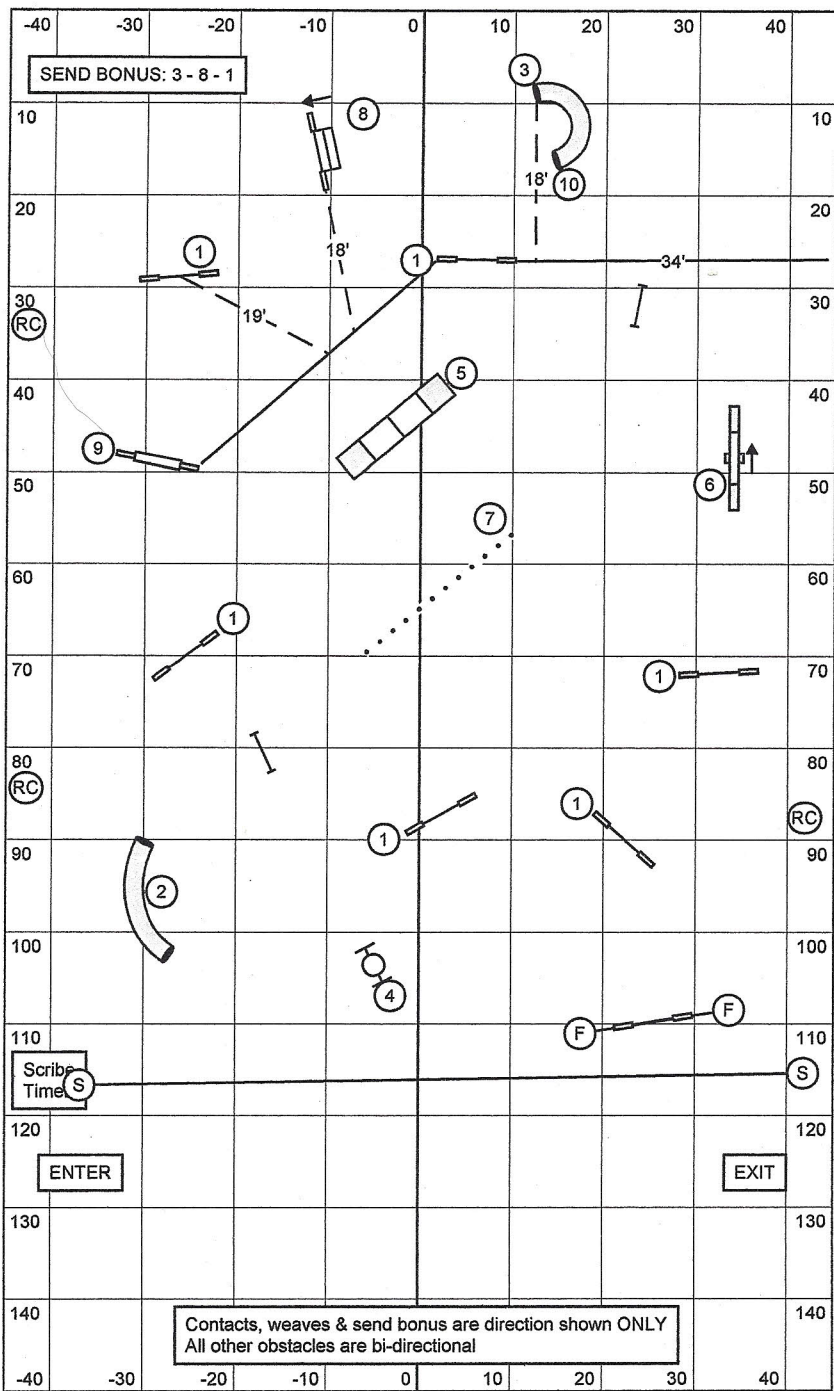 -40 -30 -20 -10 0 10 20 30 40
SEND BONUS: 3 - 8 - 1
3
8
10 10
18'
10
20 20
1
18'
1
34'
30 30
RC
19'
40 40
5
9
6
50 50
7
60 60
1
70 70
1
80 80
RC
1
1
RC
90 90
2
100 100
4
F
F
110 110
Scribe
Time
S
S
120 120
ENTER EXIT
130 130
140 140
Contacts, weaves & send bonus are direction shown ONLY
All other obstacles are bi-directional
-40 -30 -20 -10 0 10 20 30 40